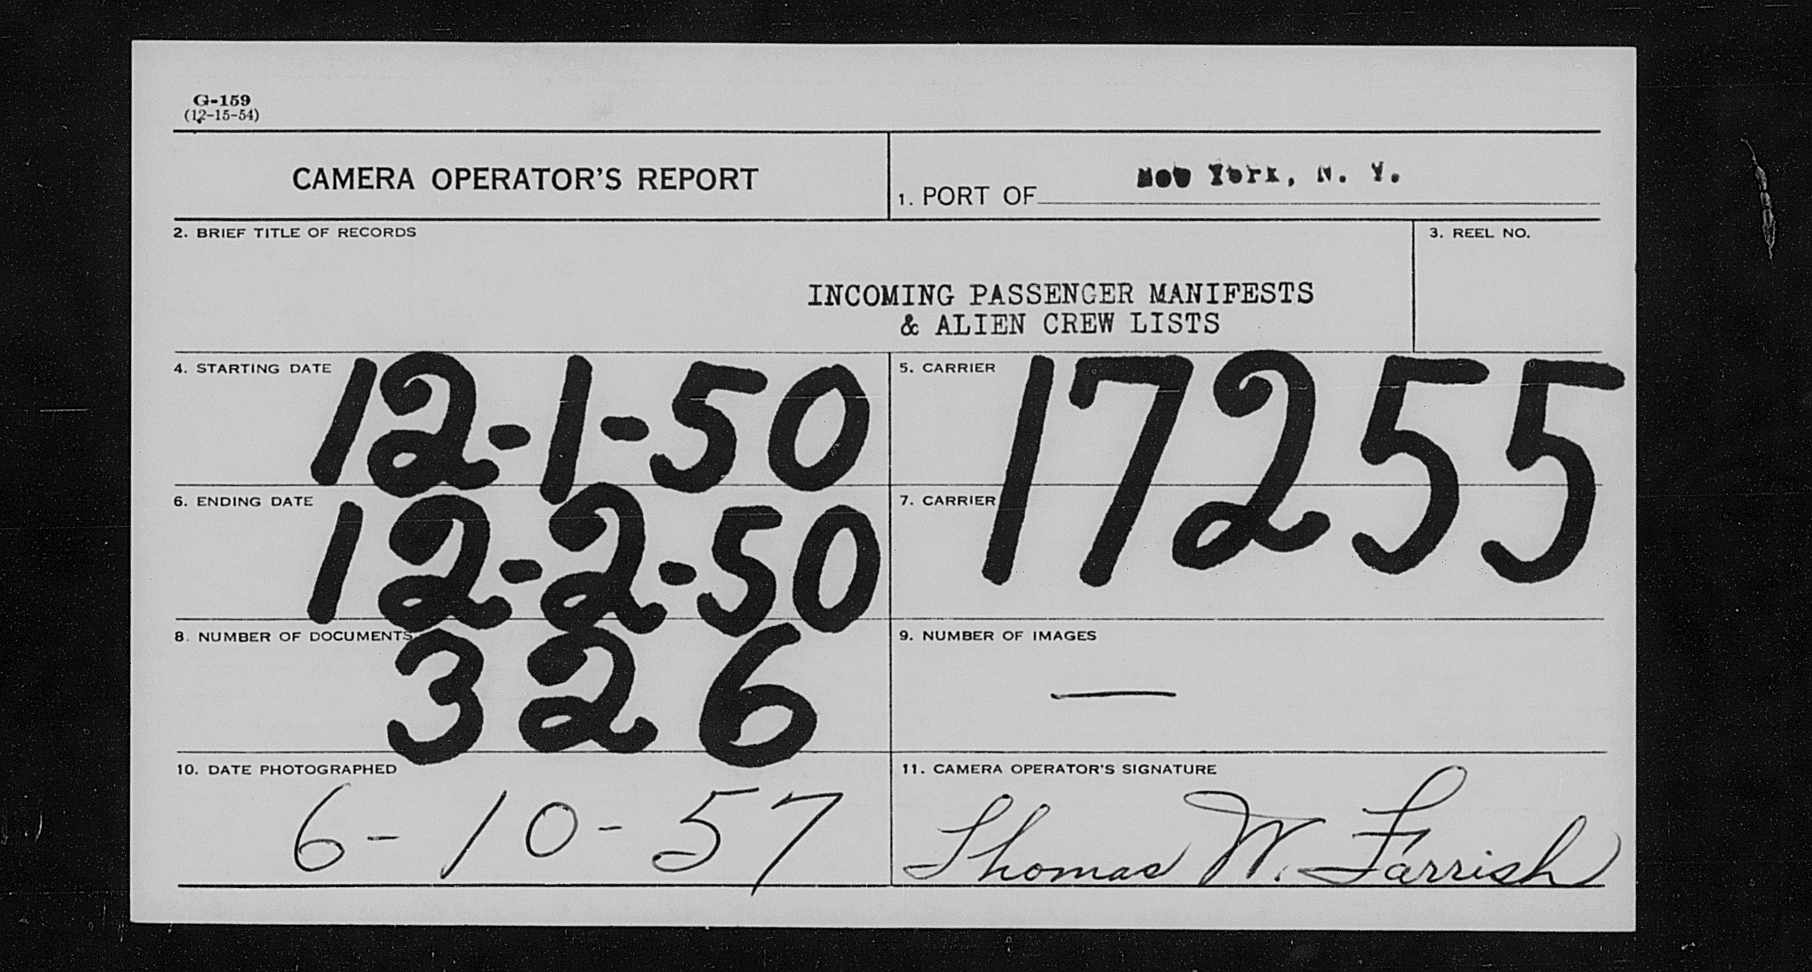 G-159
(12-15-54)
CAMERA OPERATOR'S REPORT
1. PORT OF New York, N. Y.
2. BRIEF TITLE OF RECORDS
3. REEL NO.
INCOMING PASSENGER MANIFESTS
& ALIEN CREW LISTS
4. STARTING DATE 12-1-50
5. CARRIER 17255
6. ENDING DATE 12-2-50
7. CARRIER
8. NUMBER OF DOCUMENTS 326
9. NUMBER OF IMAGES —
10. DATE PHOTOGRAPHED 6-10-57
11. CAMERA OPERATOR'S SIGNATURE Thomas W. Farrish